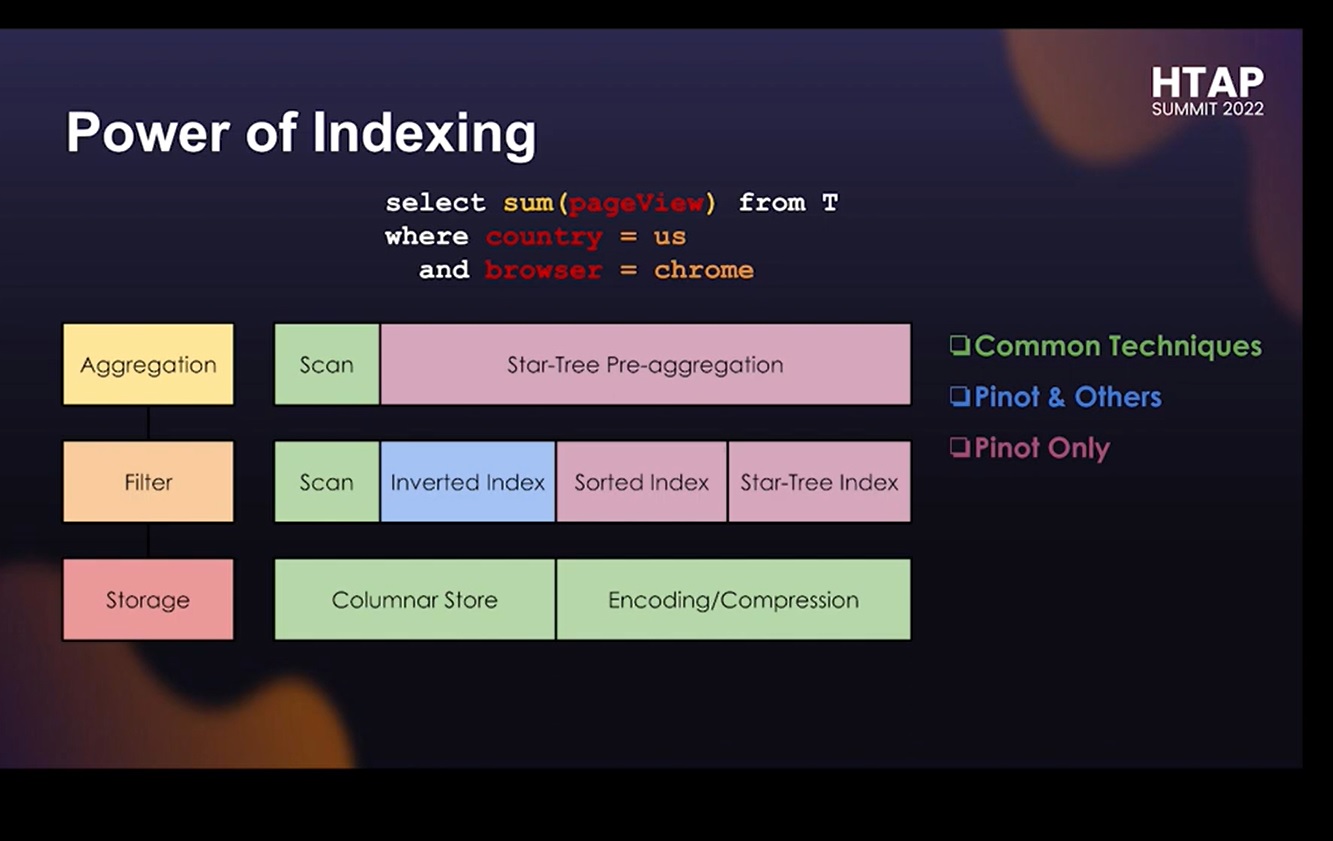 HTAP
SUMMIT 2022
Power of Indexing
select sum(pageView) from T
where country = us
and browser = chrome
Aggregation
Scan
Star-Tree Pre-aggregation
Filter
Scan
Inverted Index
Sorted Index
Star-Tree Index
Storage
Columnar Store
Encoding/Compression
❑Common Techniques
❑Pinot & Others
❑Pinot Only